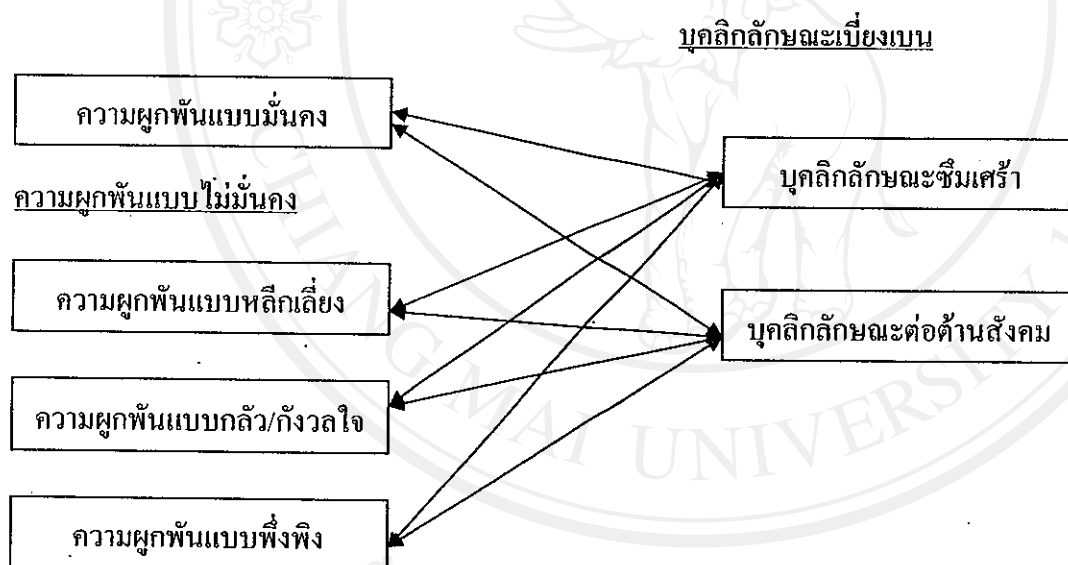 บุคลิกลักษณะเบี่ยงเบน
ความผูกพันแบบมั่นคง
บุคลิกลักษณะซึมเศร้า
ความผูกพันแบบไม่มั่นคง
ความผูกพันแบบหลีกเลี่ยง
บุคลิกลักษณะต่อต้านสังคม
ความผูกพันแบบกลัว/กังวลใจ
ความผูกพันแบบพึ่งพิง
CHIANG MAI UNIVERSITY